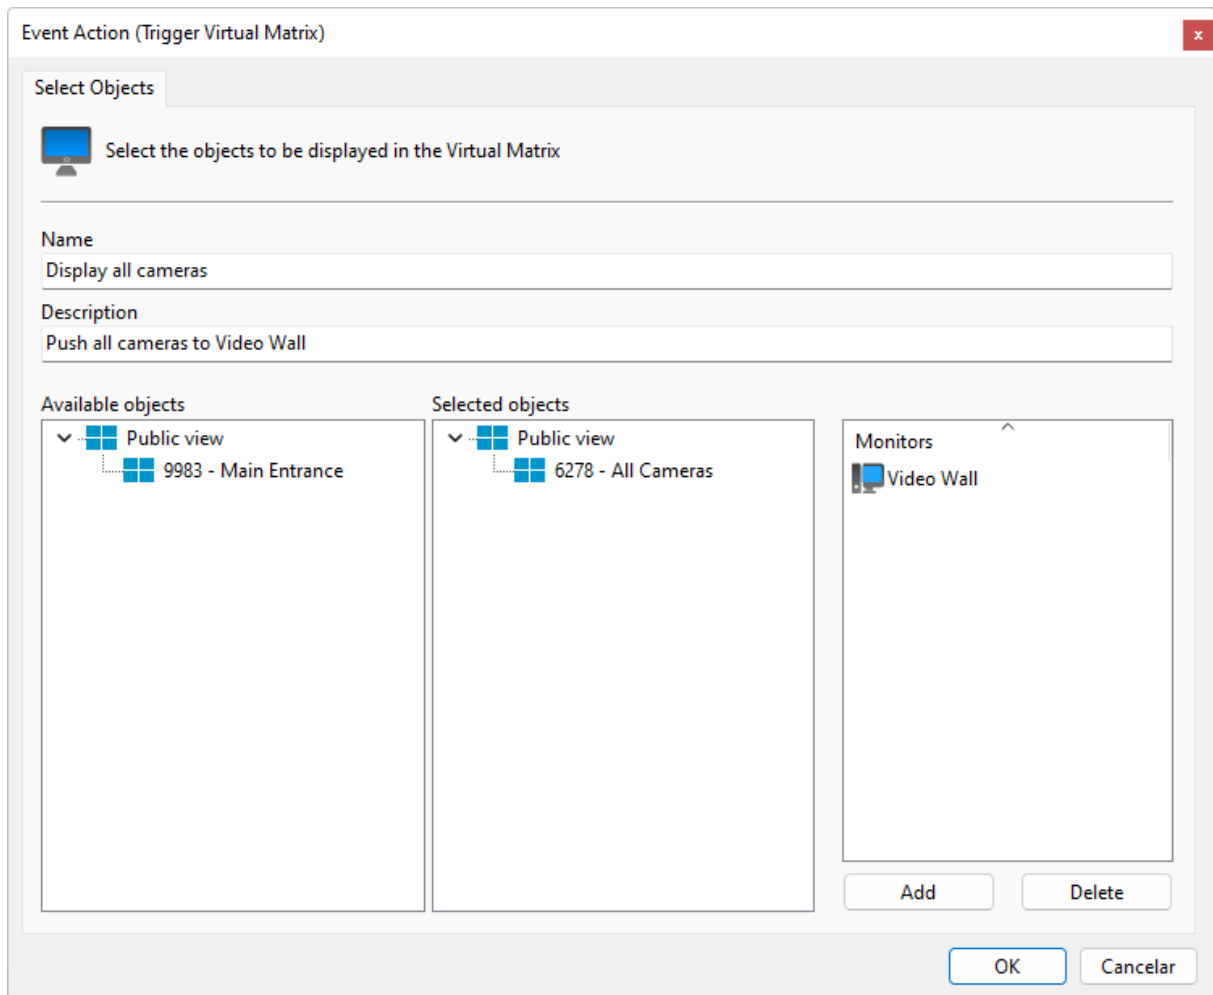 Event Action (Trigger Virtual Matrix)
x
Select Objects
Select the objects to be displayed in the Virtual Matrix
Name
Display all cameras
Description
Push all cameras to Video Wall
Available objects
Public view
9983 - Main Entrance
Selected objects
Public view
6278 - All Cameras
Monitors
Video Wall
Add
Delete
OK
Cancelar